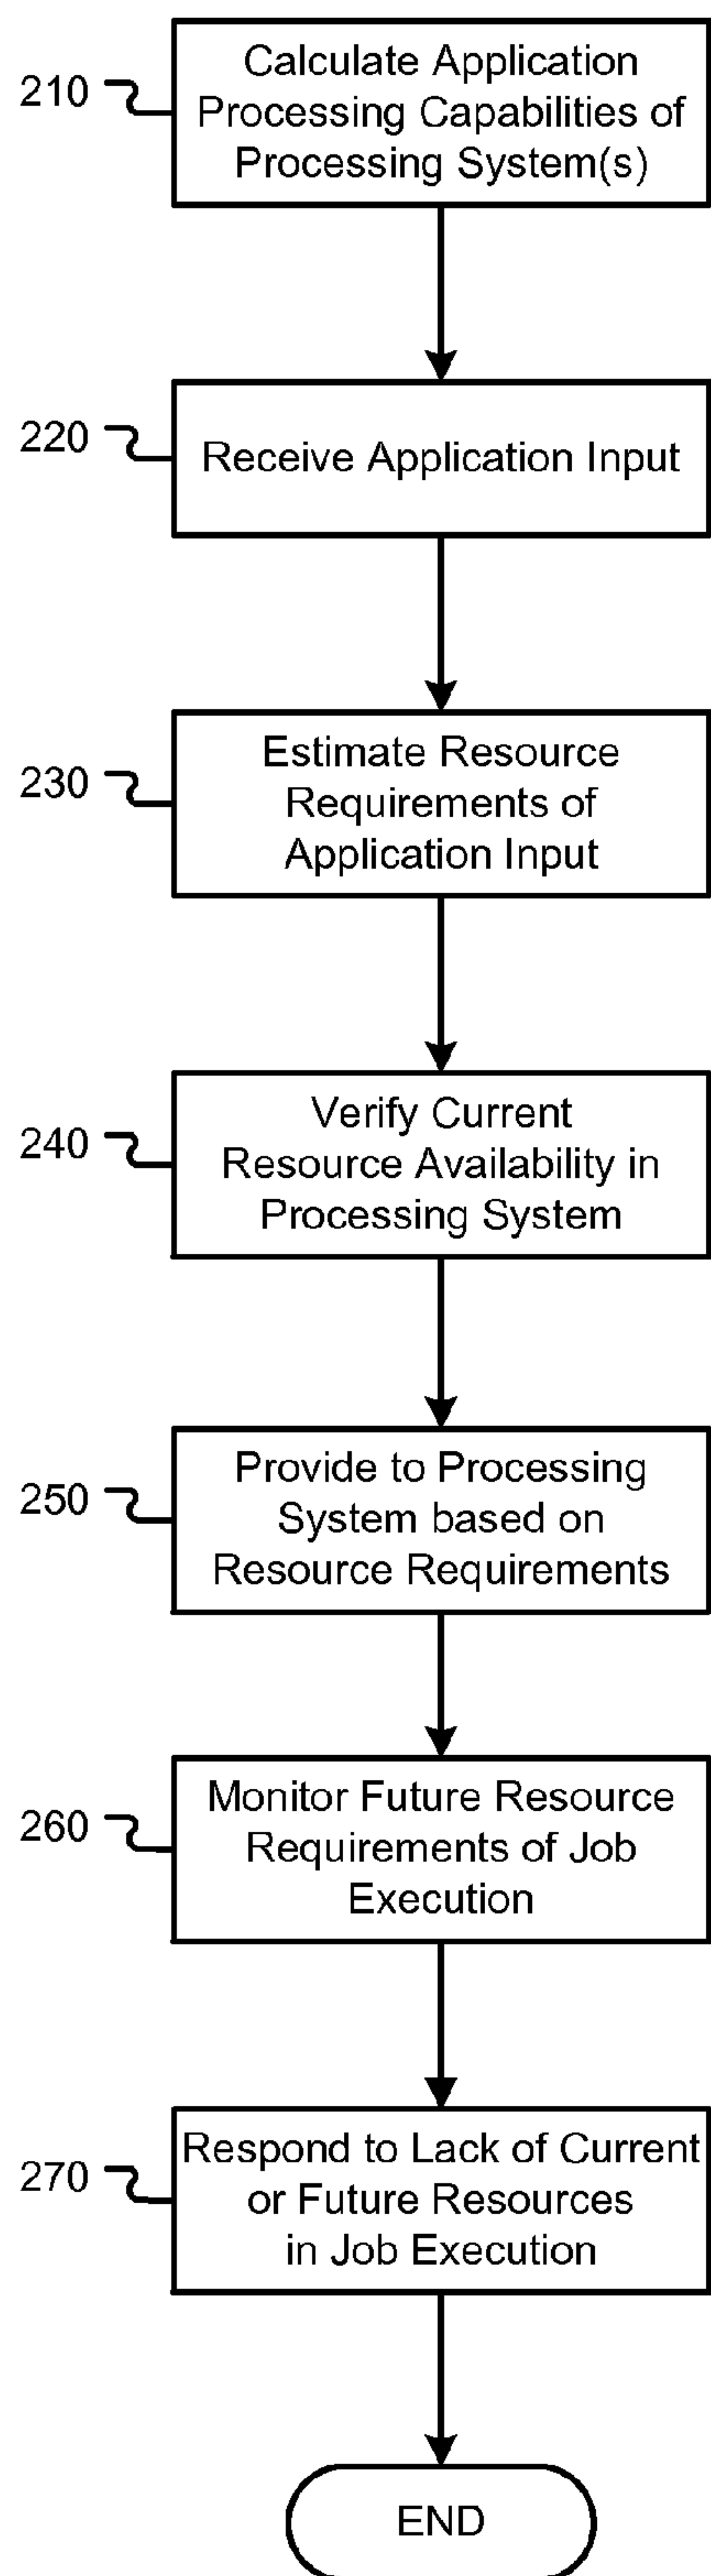 210
Calculate Application
Processing Capabilities of
Processing System(s)
220
Receive Application Input
230
Estimate Resource
Requirements of
Application Input
240
Verify Current
Resource Availability in
Processing System
250
Provide to Processing
System based on
Resource Requirements
260
Monitor Future Resource
Requirements of Job
Execution
270
Respond to Lack of Current
or Future Resources
in Job Execution
END